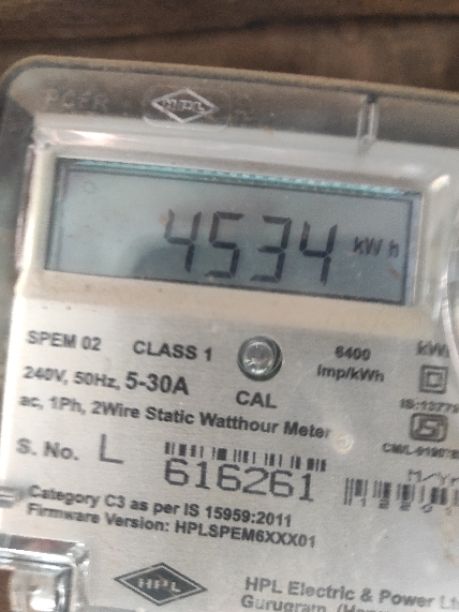 HPL
4534 kWh
SPEM 02 CLASS 1 6400
240V, 50Hz, 5-30A Imp/kWh
CAL
ac, 1Ph, 2Wire Static Watthour Meter
S. No. L 616261
Category C3 as per IS 15959:2011
Firmware Version: HPLSPEM6XXX01
HPL HPL Electric & Power
Gurugram,